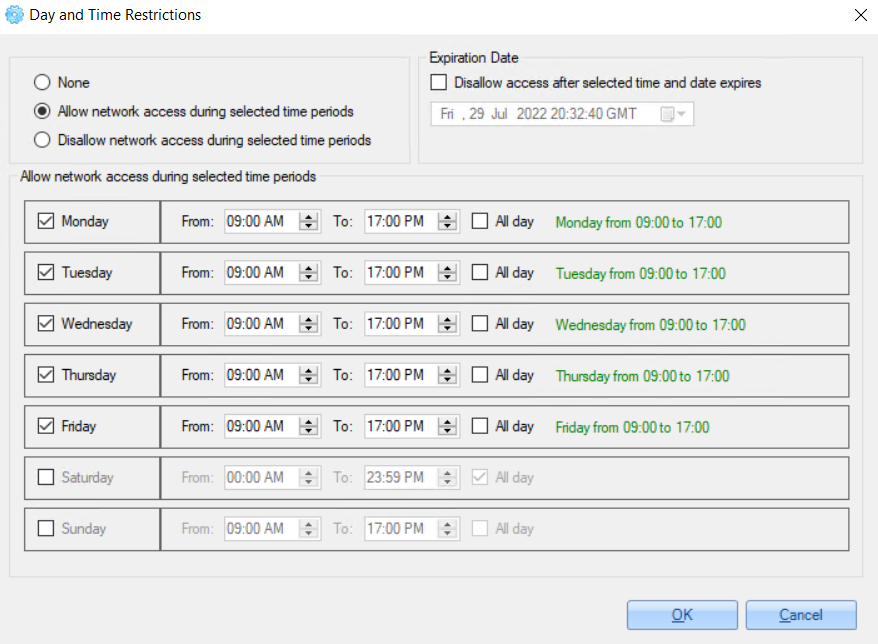 Day and Time Restrictions
None
Allow network access during selected time periods
Disallow network access during selected time periods
Expiration Date
Disallow access after selected time and date expires
Fri , 29 Jul 2022 20:32:40 GMT
Allow network access during selected time periods
Monday From: 09:00 AM To: 17:00 PM All day Monday from 09:00 to 17:00
Tuesday From: 09:00 AM To: 17:00 PM All day Tuesday from 09:00 to 17:00
Wednesday From: 09:00 AM To: 17:00 PM All day Wednesday from 09:00 to 17:00
Thursday From: 09:00 AM To: 17:00 PM All day Thursday from 09:00 to 17:00
Friday From: 09:00 AM To: 17:00 PM All day Friday from 09:00 to 17:00
Saturday From: 00:00 AM To: 23:59 PM All day
Sunday From: 09:00 AM To: 17:00 PM All day
OK Cancel